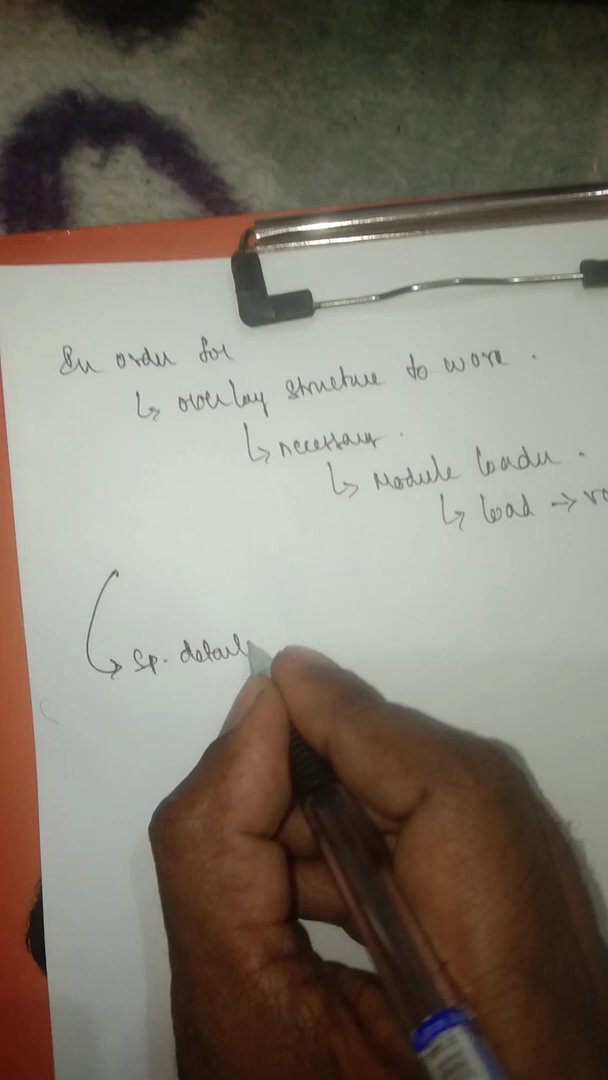 In order for
↳ overlay structure to work.
↳ necessary.
↳ Module loader.
↳ load →
↳ Sp. detail